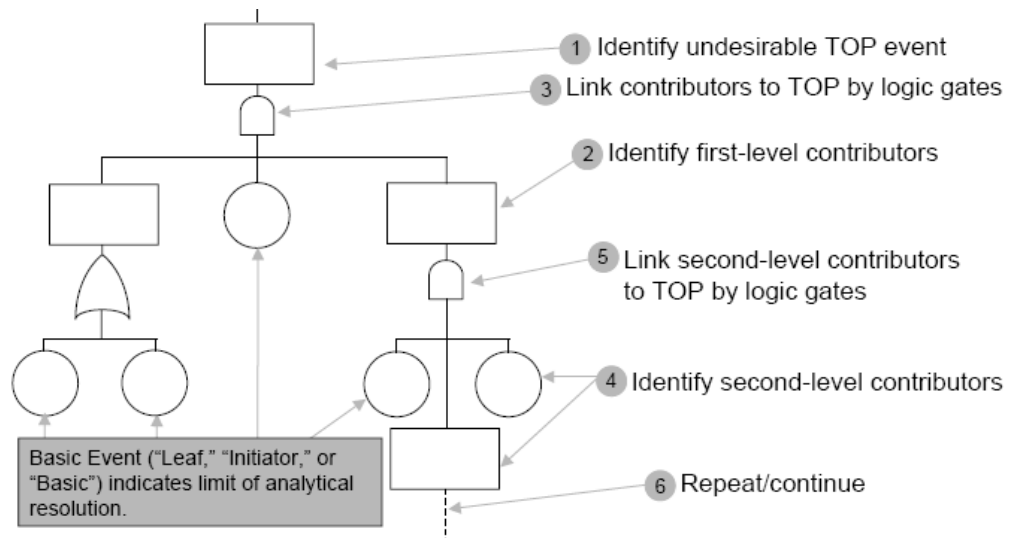 1 Identify undesirable TOP event
3 Link contributors to TOP by logic gates
2 Identify first-level contributors
5 Link second-level contributors
to TOP by logic gates
4 Identify second-level contributors
Basic Event (“Leaf,” “Initiator,” or
“Basic”) indicates limit of analytical
resolution.
6 Repeat/continue